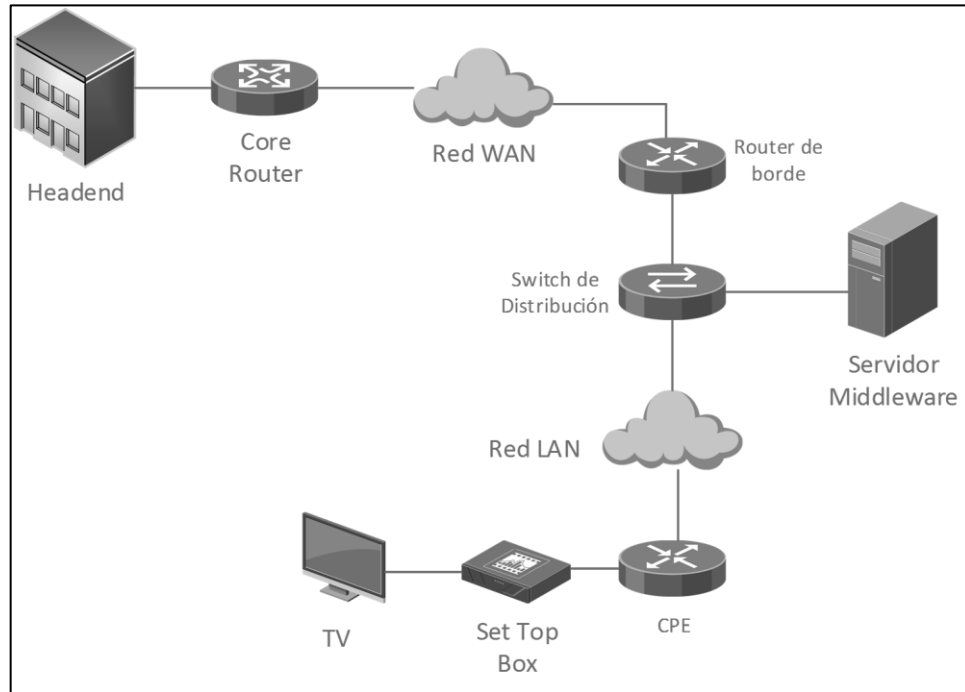 Headend
Core
Router
Red WAN
Router de
borde
Switch de
Distribución
Servidor
Middleware
Red LAN
TV
Set Top
Box
CPE